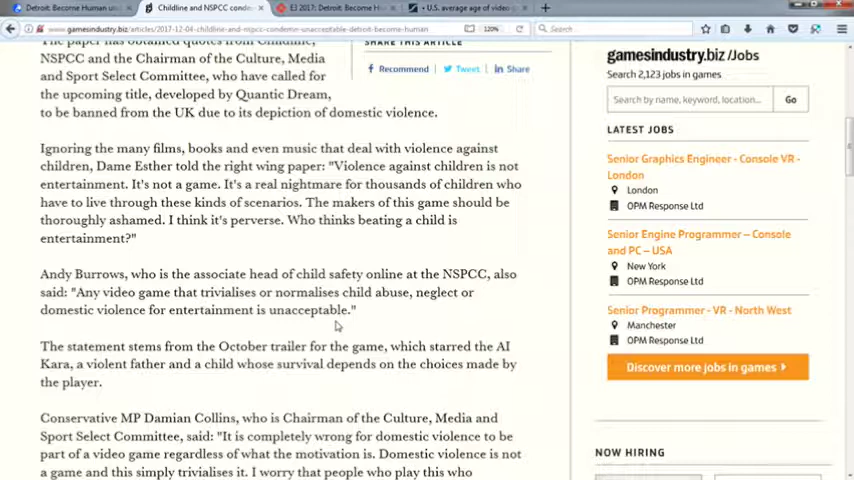 Detroit: Become Human
Childline and NSPCC conden
EJ 2017: Detroit: Become H
U.S. average age of video g
www.gamesindustry.biz/articles/2017-12-04-childline-and-nspcc-condemn-unacceptable-detroit-become-human
120%
Search
The paper has obtained quotes from Childline,
NSPCC and the Chairman of the Culture, Media
and Sport Select Committee, who have called for
the upcoming title, developed by Quantic Dream,
to be banned from the UK due to its depiction of domestic violence.
SHARE THIS ARTICLE
Recommend
Tweet
Share
Ignoring the many films, books and even music that deal with violence against
children, Dame Esther told the right wing paper: "Violence against children is not
entertainment. It's not a game. It's a real nightmare for thousands of children who
have to live through these kinds of scenarios. The makers of this game should be
thoroughly ashamed. I think it's perverse. Who thinks beating a child is
entertainment?"
Andy Burrows, who is the associate head of child safety online at the NSPCC, also
said: "Any video game that trivialises or normalises child abuse, neglect or
domestic violence for entertainment is unacceptable."
The statement stems from the October trailer for the game, which starred the AI
Kara, a violent father and a child whose survival depends on the choices made by
the player.
Conservative MP Damian Collins, who is Chairman of the Culture, Media and
Sport Select Committee, said: "It is completely wrong for domestic violence to be
part of a video game regardless of what the motivation is. Domestic violence is not
a game and this simply trivialises it. I worry that people who play this who
gamesindustry.biz /Jobs
Search 2,123 jobs in games
Search by name, keyword, location...
Go
LATEST JOBS
Senior Graphics Engineer - Console VR -
London
London
OPM Response Ltd
Senior Engine Programmer – Console
and PC – USA
New York
OPM Response Ltd
Senior Programmer - VR - North West
Manchester
OPM Response Ltd
Discover more jobs in games
NOW HIRING